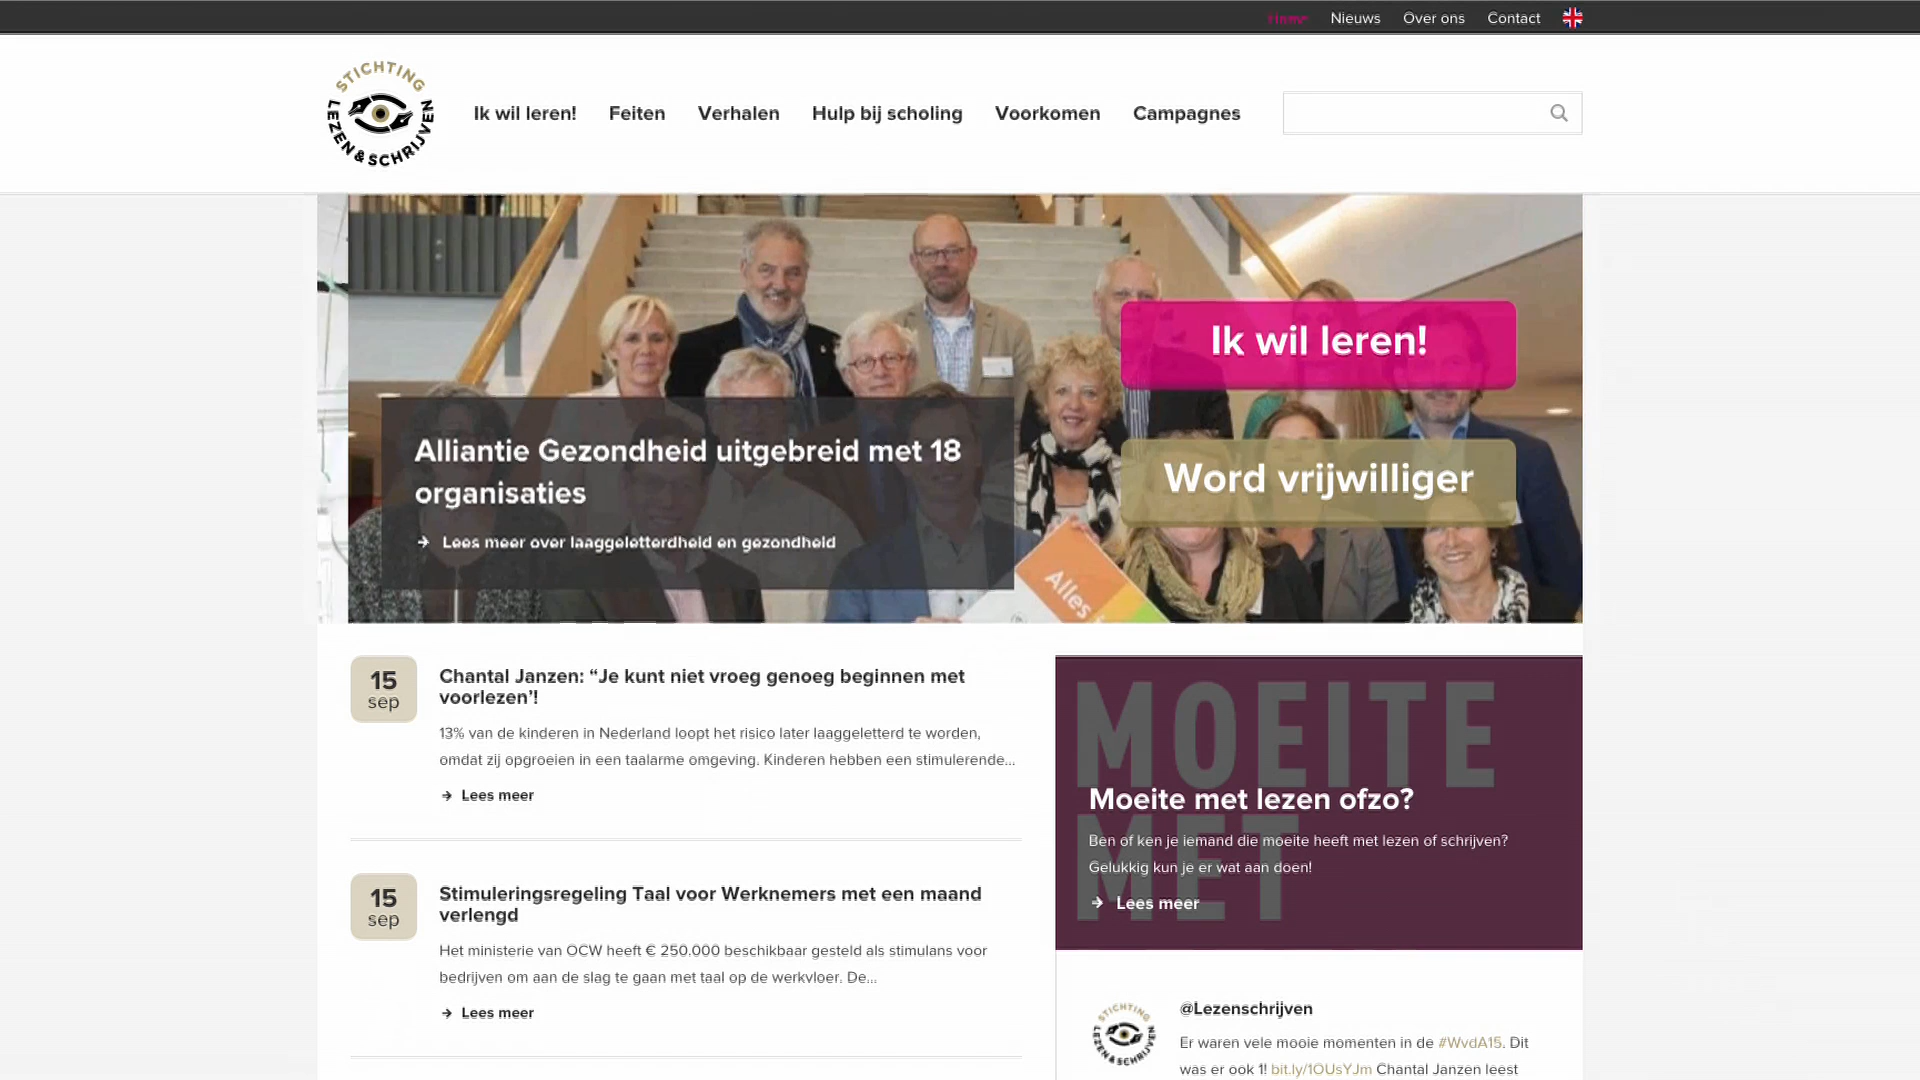 Home Nieuws Over ons Contact
STICHTING LEZEN & SCHRIJVEN
Ik wil leren! Feiten Verhalen Hulp bij scholing Voorkomen Campagnes
Ik wil leren!
Word vrijwilliger
Alliantie Gezondheid uitgebreid met 18
organisaties
Lees meer over laaggeletterdheid en gezondheid
Alles
15
sep
Chantal Janzen: “Je kunt niet vroeg genoeg beginnen met
voorlezen’!
13% van de kinderen in Nederland loopt het risico later laaggeletterd te worden,
omdat zij opgroeien in een taalarme omgeving. Kinderen hebben een stimulerende...
Lees meer
15
sep
Stimuleringsregeling Taal voor Werknemers met een maand
verlengd
Het ministerie van OCW heeft € 250.000 beschikbaar gesteld als stimulans voor
bedrijven om aan de slag te gaan met taal op de werkvloer. De...
Lees meer
MOEITE
MET
Moeite met lezen ofzo?
Ben of ken je iemand die moeite heeft met lezen of schrijven?
Gelukkig kun je er wat aan doen!
Lees meer
STICHTING LEZEN & SCHRIJVEN
@Lezenschrijven
Er waren vele mooie momenten in de #WvdA15. Dit
was er ook 1! bit.ly/1OUsYJm Chantal Janzen leest